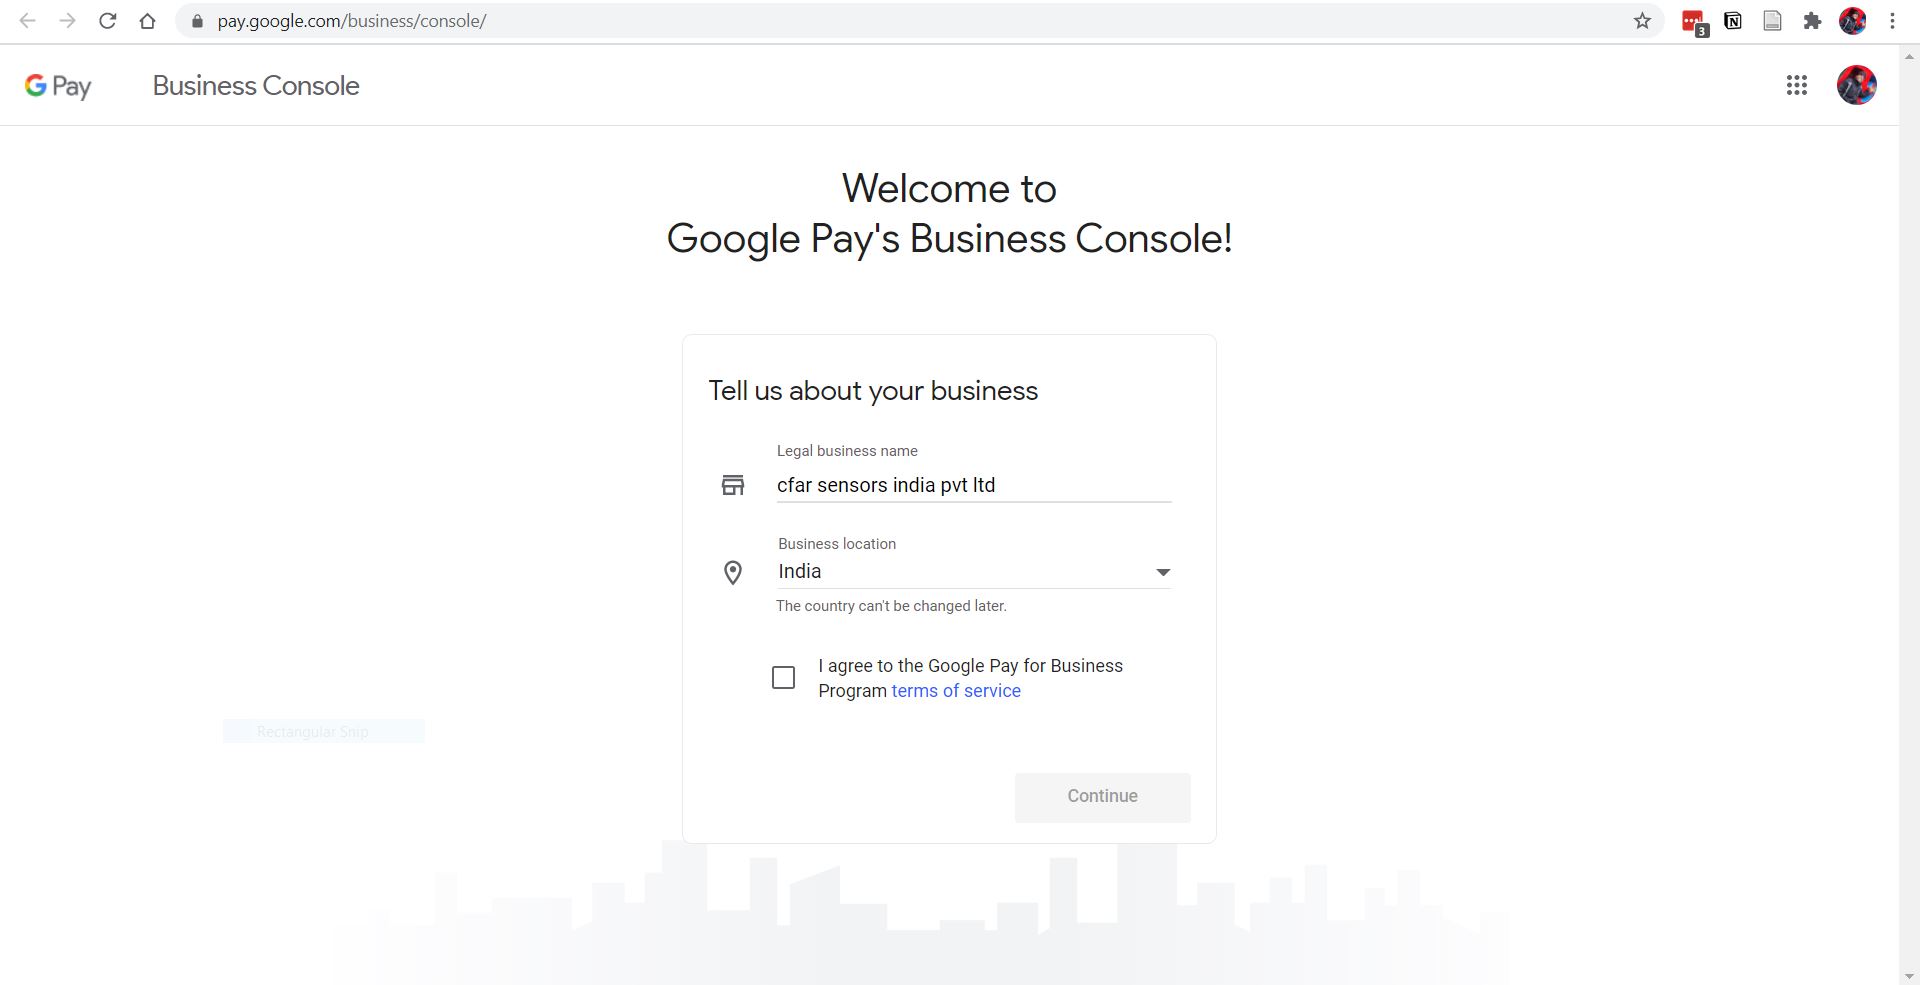 pay.google.com/business/console/
3
G Pay
Business Console
Welcome to
Google Pay's Business Console!
Tell us about your business
Legal business name
cfar sensors india pvt ltd
Business location
India
The country can't be changed later.
I agree to the Google Pay for Business
Program terms of service
Rectangular Snip
Continue